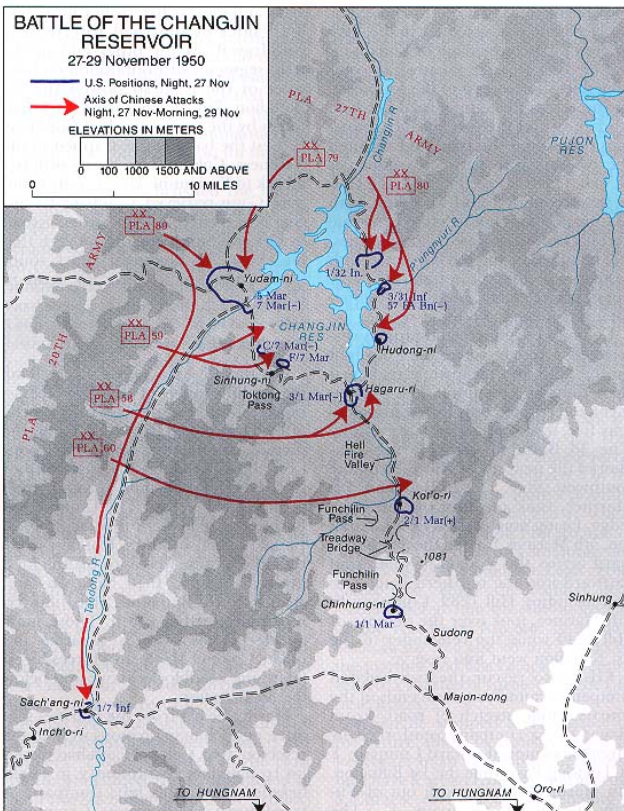 BATTLE OF THE CHANGJIN
RESERVOIR
27-29 November 1950
U.S. Positions, Night, 27 Nov
Axis of Chinese Attacks
Night, 27 Nov-Morning, 29 Nov
ELEVATIONS IN METERS
0 100 1000 1500 AND ABOVE
0 10 MILES
PLA 27TH ARMY
Changjin R
PUJON
RES
XX
PLA 79
XX
PLA 80
XX
PLA 89
PLA 20TH ARMY
Yudam-ni
5 Mar
7 Mar(-)
1/32 In.
P'ungnyuri R
3/31 Inf
57 FA Bn(-)
CHANGJIN
RES
XX
PLA 59
C/7 Mar(-)
F/7 Mar
Hudong-ni
Sinhung-ni
Toktong
Pass
Hagaru-ri
3/1 Mar(-)
XX
PLA 58
Hell
Fire
Valley
XX
PLA 60
Kot'o-ri
2/1 Mar(+)
Funchilin
Pass
Treadway
Bridge
1081
Funchilin
Pass
Chinhung-ni
1/1 Mar
Taedong R
Sinhung
Sudong
Sach'ang-ni
1/7 Inf
Majon-dong
Inch'o-ri
Oro-ri
TO HUNGNAM
TO HUNGNAM